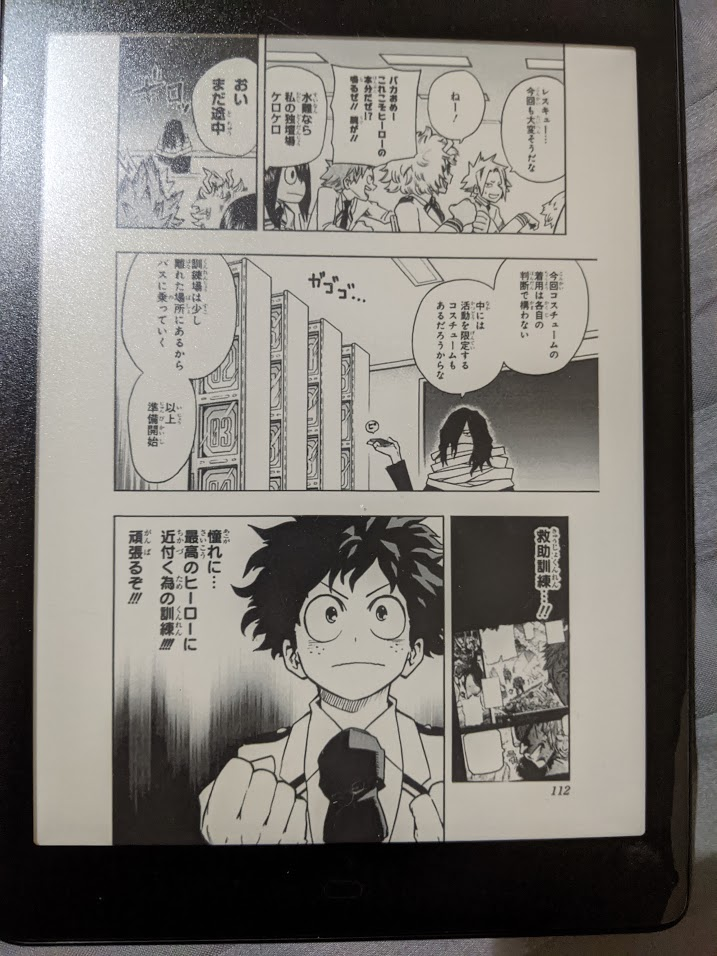 レスキュー…
今回も大変そうだな
ねー！
バカおめー
これこそヒーローの
本分だぜ!?
鳴るぜ!!腕が!!
水難なら
私の独壇場
ケロケロ
おい
まだ途中
ギロッ
今回コスチュームの
着用は各自の
判断で構わない
中には
活動を限定する
コスチュームも
あるだろうからな
ピ
ガゴゴ…
03
02
03
訓練場は少し
離れた場所にあるから
バスに乗っていく
以上
準備開始
救助訓練…!!
憧れに…
最高のヒーローに
近付く為の訓練!!!!
頑張るぞ!!!
112